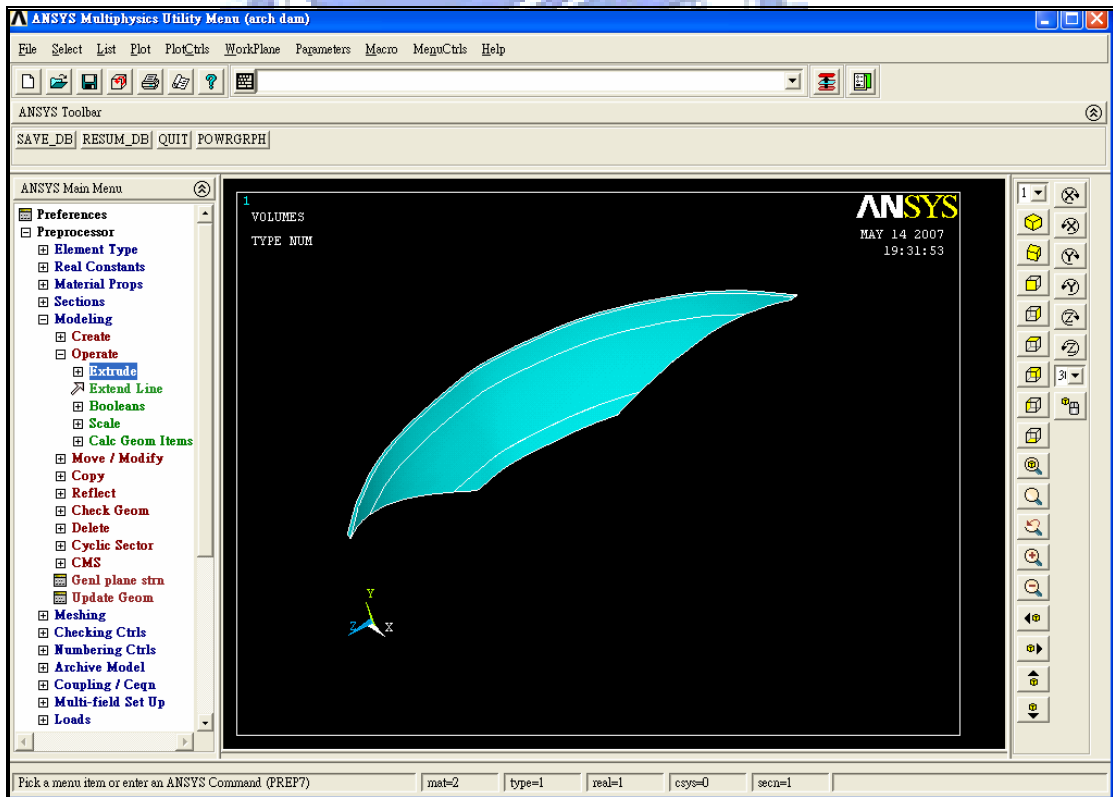 ANSYS Multiphysics Utility Menu (arch dam)
File Select List Plot PlotCtrls WorkPlane Parameters Macro MenuCtrls Help
ANSYS Toolbar
SAVE_DB RESUM_DB QUIT POWRGRPH
ANSYS Main Menu
Preferences
Preprocessor
Element Type
Real Constants
Material Props
Sections
Modeling
Create
Operate
Extrude
Extend Line
Booleans
Scale
Calc Geom Items
Move / Modify
Copy
Reflect
Check Geom
Delete
Cyclic Sector
CMS
Genl plane strn
Update Geom
Meshing
Checking Ctrls
Numbering Ctrls
Archive Model
Coupling / Ceqn
Multi-field Set Up
Loads
1
VOLUMES
TYPE NUM
ANSYS
MAY 14 2007
19:31:53
Y
Z X
1
X
X
Y
Y
Z
Z
Pick a menu item or enter an ANSYS Command (PREP7) mat=2 type=1 real=1 csys=0 secn=1